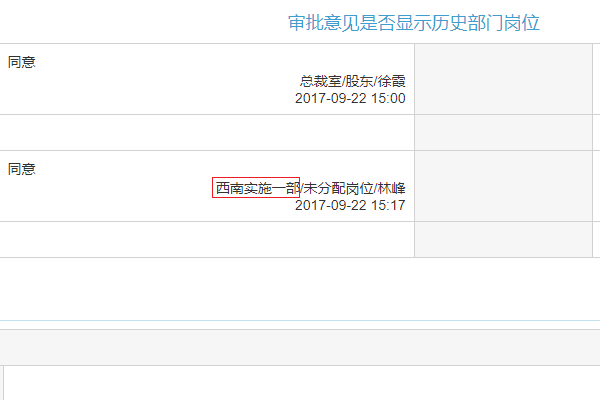 审批意见是否显示历史部门岗位
同意
总裁室/股东/徐霞
2017-09-22 15:00
同意
西南实施一部/未分配岗位/林峰
2017-09-22 15:17